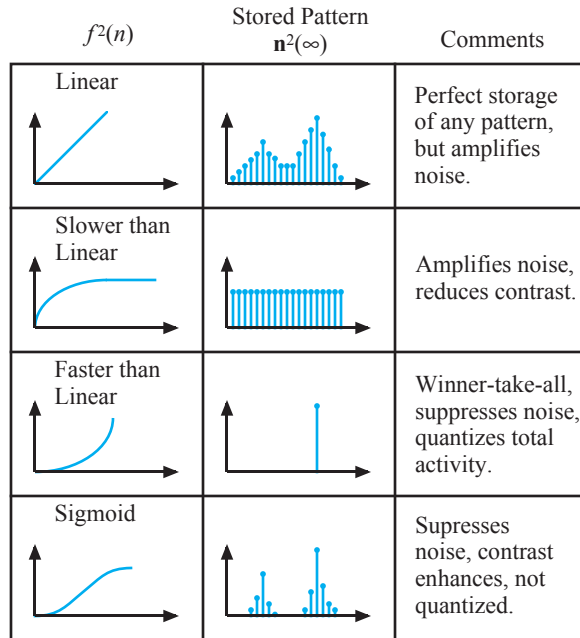 f²(n)
Stored Pattern
n²(∞)
Comments
Linear
Perfect storage
of any pattern,
but amplifies
noise.
Slower than
Linear
Amplifies noise,
reduces contrast.
Faster than
Linear
Winner-take-all,
suppresses noise,
quantizes total
activity.
Sigmoid
Supresses
noise, contrast
enhances, not
quantized.